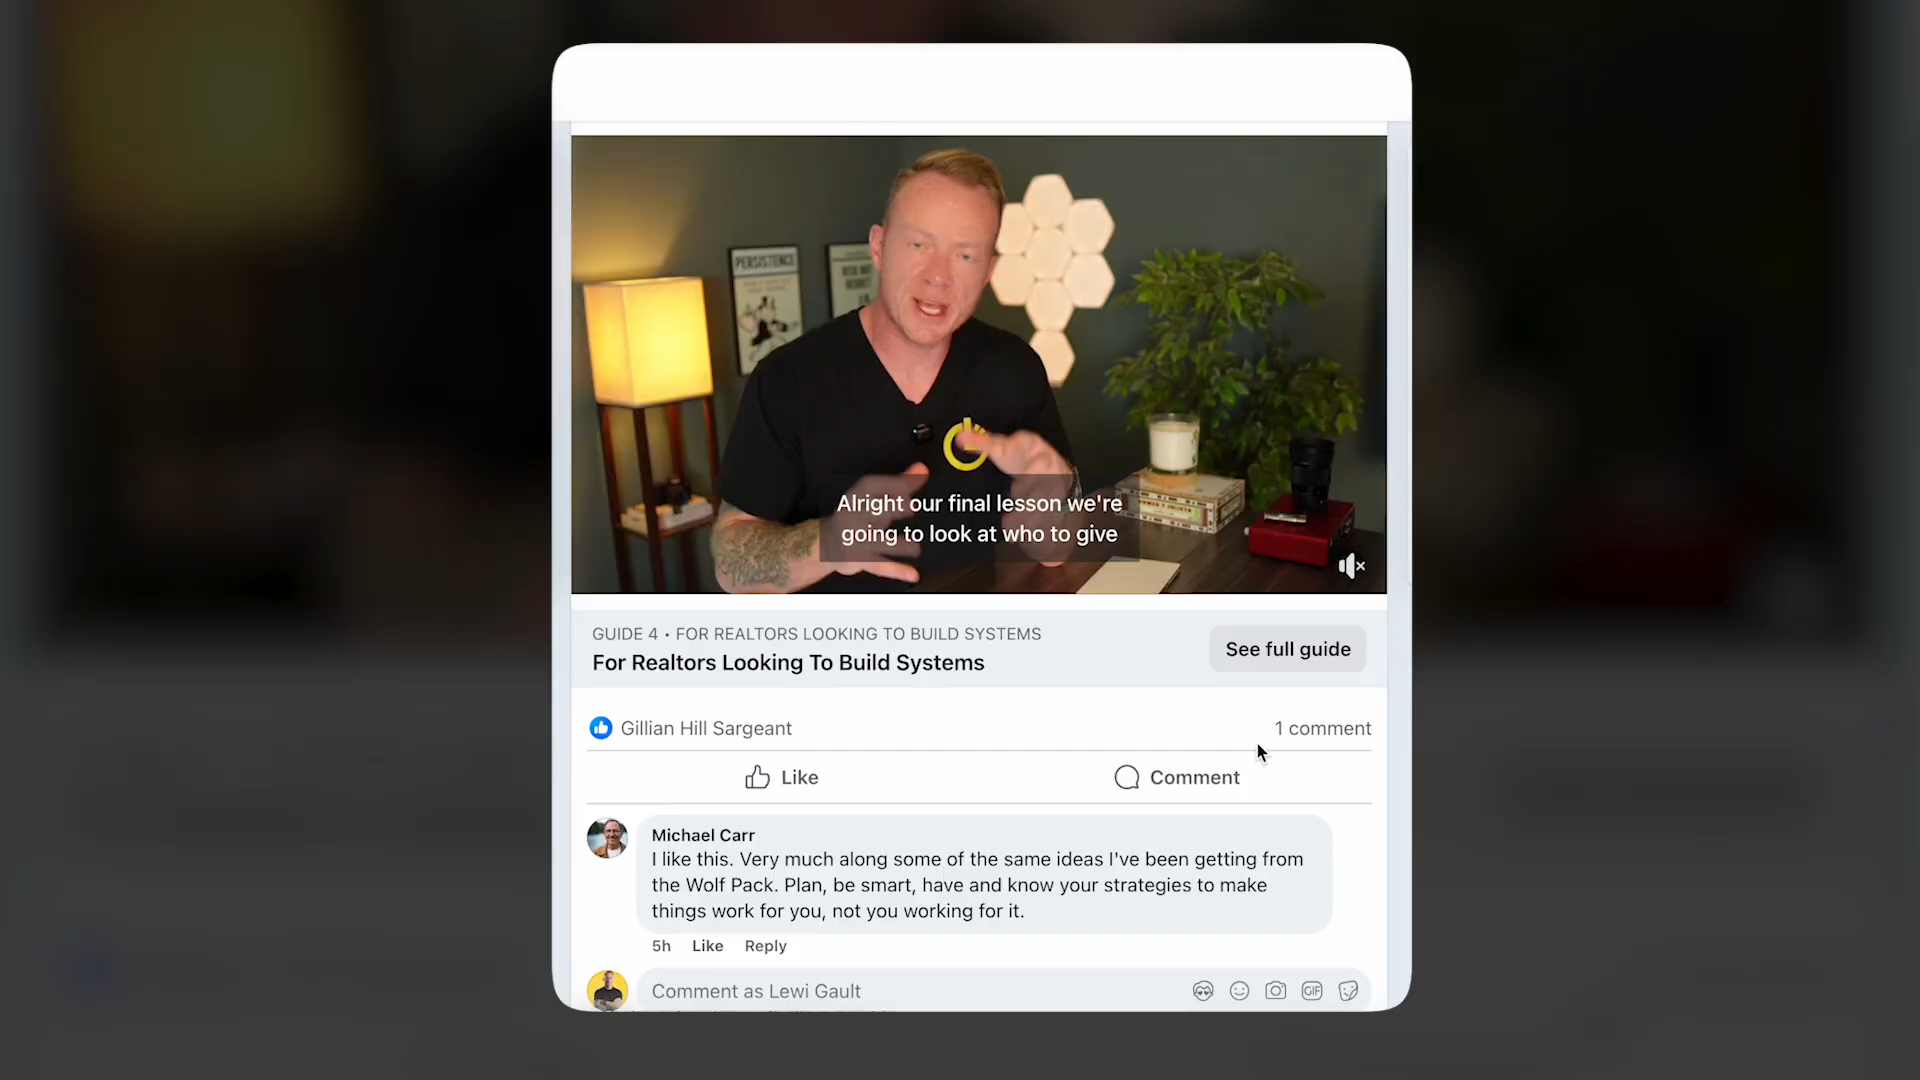 PERSISTENCE
Alright our final lesson we're
going to look at who to give
GUIDE 4 • FOR REALTORS LOOKING TO BUILD SYSTEMS
For Realtors Looking To Build Systems
See full guide
Gillian Hill Sargeant
1 comment
Like
Comment
Michael Carr
I like this. Very much along some of the same ideas I've been getting from
the Wolf Pack. Plan, be smart, have and know your strategies to make
things work for you, not you working for it.
5h Like Reply
Comment as Lewi Gault
GIF